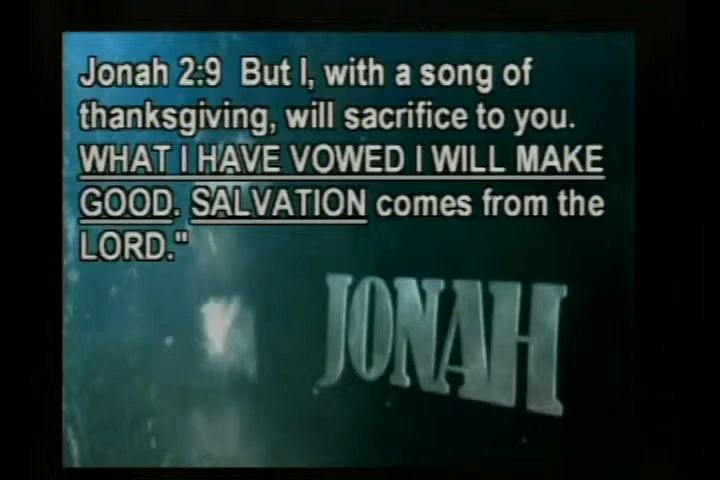 Jonah 2:9 But I, with a song of
thanksgiving, will sacrifice to you.
WHAT I HAVE VOWED I WILL MAKE
GOOD. SALVATION comes from the
LORD."
JONAH